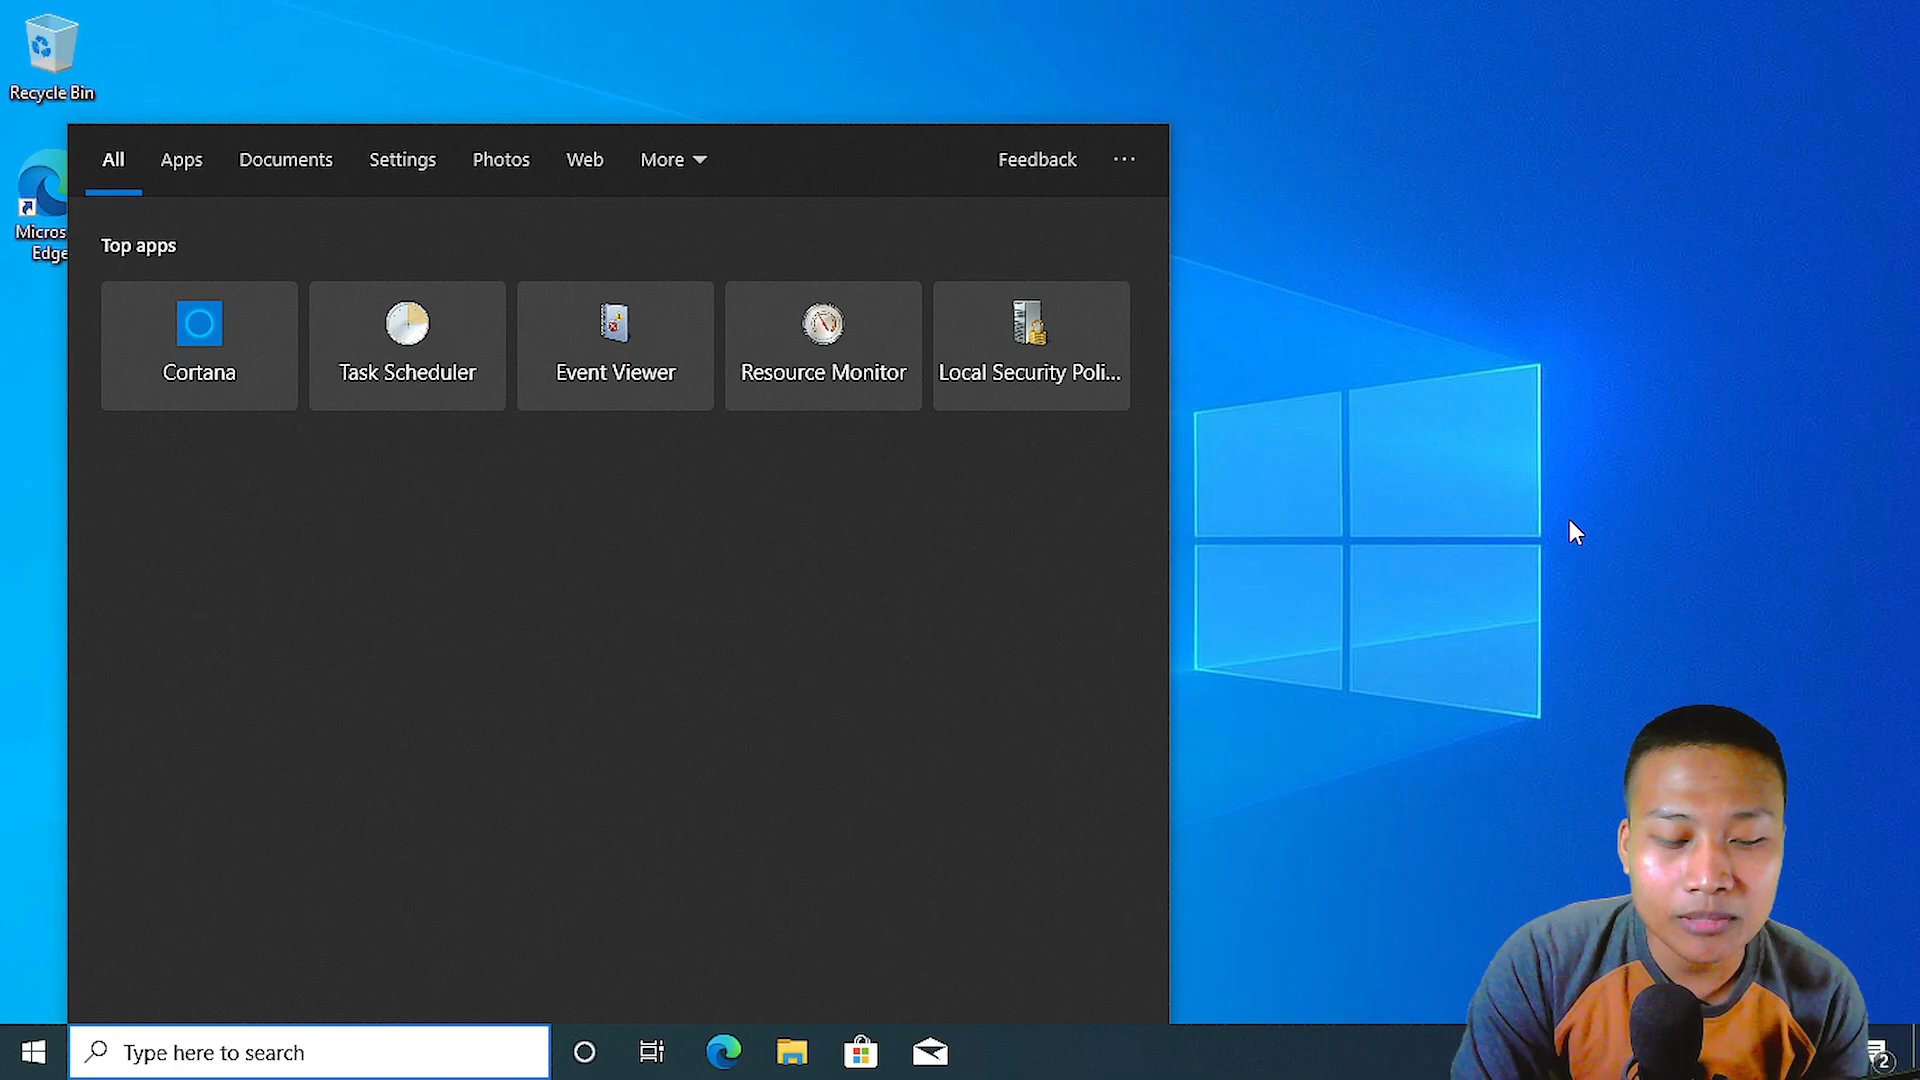 Recycle Bin
Micros
Edge
All Apps Documents Settings Photos Web More Feedback
Top apps
Cortana
Task Scheduler
Event Viewer
Resource Monitor
Local Security Poli...
Type here to search
2